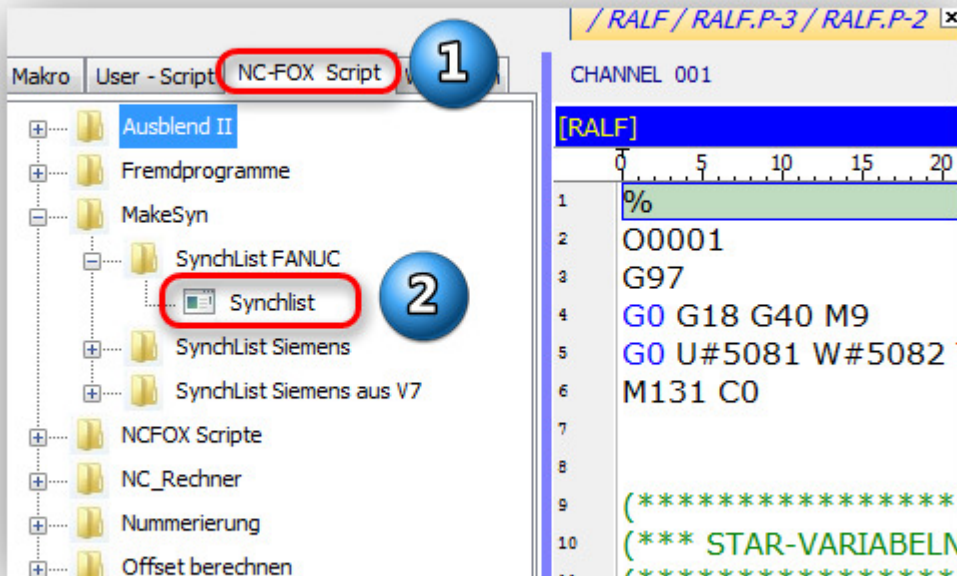 / RALF / RALF.P-3 / RALF.P-2
Makro User - Script NC-FOX Script
1
CHANNEL 001
Ausblend II
[RALF]
0 5 10 15 20
Fremdprogramme
MakeSyn
SynchList FANUC
Synchlist
2
SynchList Siemens
SynchList Siemens aus V7
NCFOX Scripte
NC_Rechner
Nummerierung
Offset berechnen
1 %
2 O0001
3 G97
4 G0 G18 G40 M9
5 G0 U#5081 W#5082
6 M131 C0
7
8
9 (****************
10 (*** STAR-VARIABELN
(****************